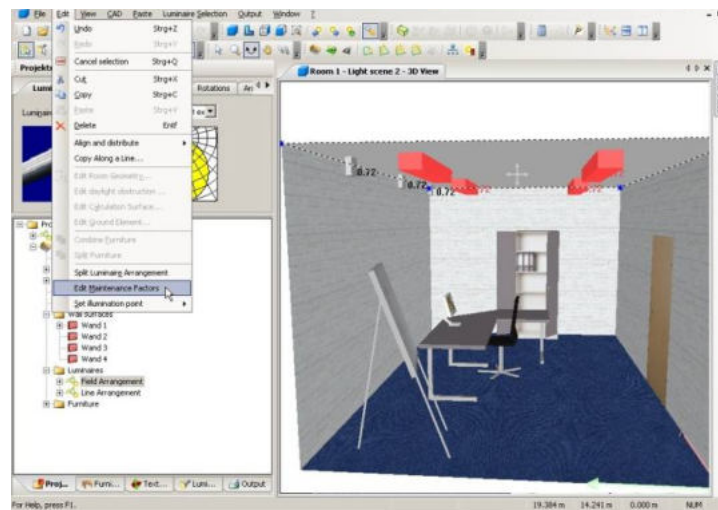 File Edit View CAD Paste Luminaire Selection Output Window ?
Undo Strg+Z
Redo Strg+Y
Cancel selection Strg+Q
Cut Strg+X
Copy Strg+C
Paste Strg+V
Delete Entf
Align and distribute
Copy Along a Line...
Edit Room Geometry...
Edit daylight obstruction ...
Edit Calculation Surface...
Edit Ground Element...
Combine Furniture
Split Furniture
Split Luminaire Arrangement
Edit Maintenance Factors
Set illumination point
Projekt
Lumi
Rotations
Luminaire
Wall surfaces
Wand 1
Wand 2
Wand 3
Wand 4
Luminaires
Field Arrangement
Line Arrangement
Furniture
Proj... Furni... Text... Lumi... Output
Room 1 - Light scene 2 - 3D View
0.72
0.72
0.72
For Help, press F1.
19.384 m 14.241 m 0.000 m NUM